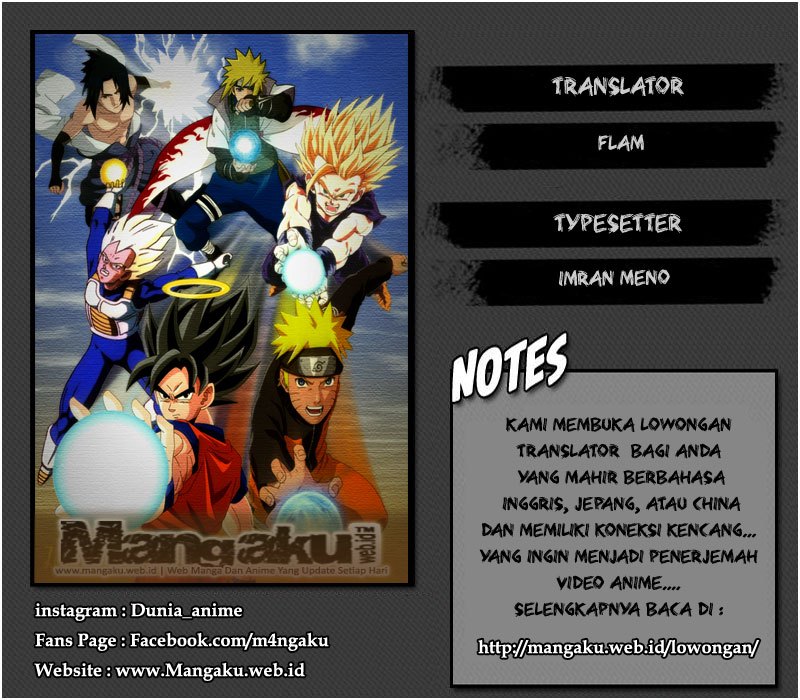 TRANSLATOR
FLAM
TYPESETTER
IMRAN MENO
NOTES
KAMI MEMBUKA LOWONGAN
TRANSLATOR BAGI ANDA
YANG MAHIR BERBAHASA
INGGRIS, JEPANG, ATAU CHINA
DAN MEMILIKI KONEKSI KENCANG...
YANG INGIN MENJADI PENERJEMAH
VIDEO ANIME....
SELENGKAPNYA BACA DI :
http://mangaku.web.id/lowongan/
Mangaku web.id TM
www.mangaku.web.id | Web Manga Dan Anime Yang Update Setiap Hari
instagram : Dunia_anime
Fans Page : Facebook.com/m4ngaku
Website : www.Mangaku.web.id